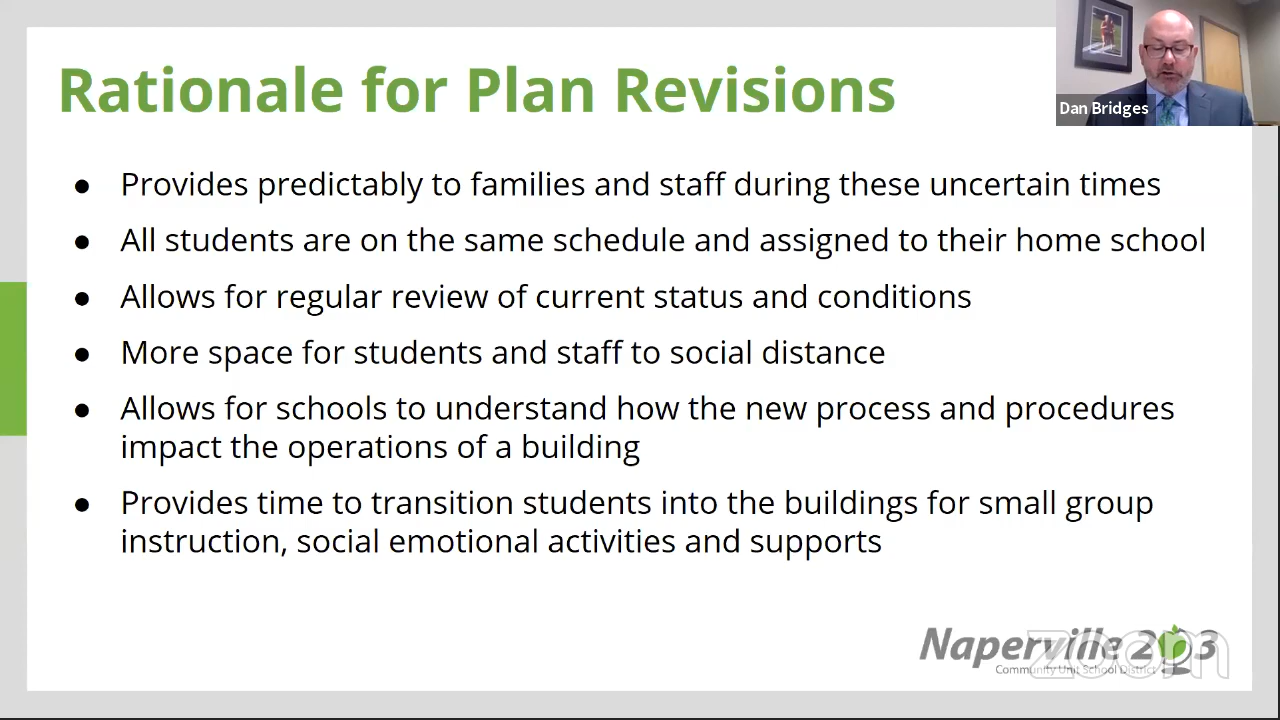 Rationale for Plan Revisions
Dan Bridges
● Provides predictably to families and staff during these uncertain times
● All students are on the same schedule and assigned to their home school
● Allows for regular review of current status and conditions
● More space for students and staff to social distance
● Allows for schools to understand how the new process and procedures
impact the operations of a building
● Provides time to transition students into the buildings for small group
instruction, social emotional activities and supports
Naperville 203
Community Unit School District
zoom